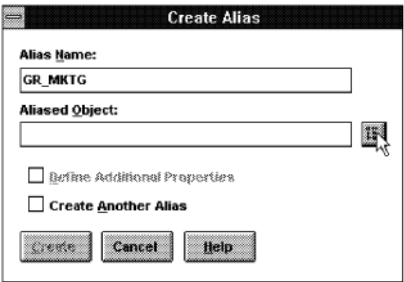 Create Alias
Alias Name:
GR_MKTG
Aliased Object:
Define Additional Properties
Create Another Alias
Create Cancel Help